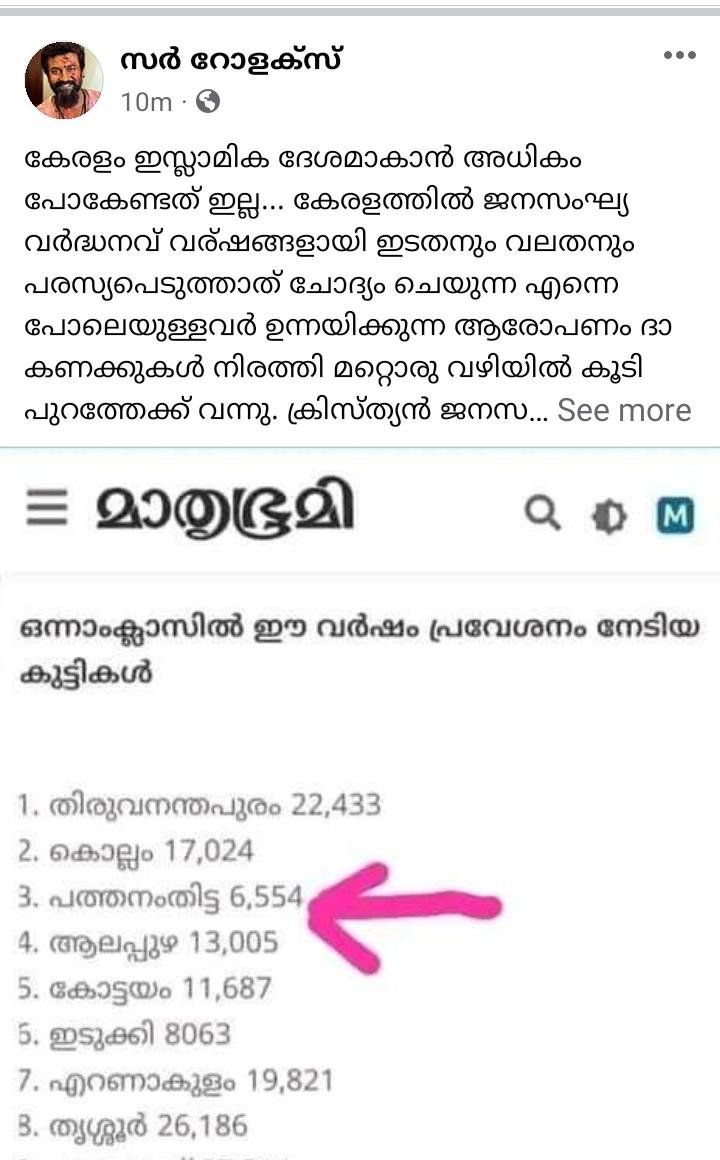 സർ റോളക്സ്
10m ·
കേരളം ഇസ്ലാമിക ദേശമാകാൻ അധികം
പോകേണ്ടത് ഇല്ല... കേരളത്തിൽ ജനസംഘ്യ
വർദ്ധനവ് വര്ഷങ്ങളായി ഇടതനും വലതനും
പരസ്യപെടുത്താത് ചോദ്യം ചെയുന്ന എന്നെ
പോലെയുള്ളവർ ഉന്നയിക്കുന്ന ആരോപണം ദാ
കണക്കുകൾ നിരത്തി മറ്റൊരു വഴിയിൽ കൂടി
പുറത്തേക്ക് വന്നു. ക്രിസ്ത്യൻ ജനസ... See more
മാതൃഭൂമി
M
ഒന്നാംക്ലാസിൽ ഈ വർഷം പ്രവേശനം നേടിയ
കുട്ടികൾ
1. തിരുവനന്തപുരം 22,433
2. കൊല്ലം 17,024
3. പത്തനംതിട്ട 6,554
4. ആലപ്പുഴ 13,005
5. കോട്ടയം 11,687
6. ഇടുക്കി 8063
7. എറണാകുളം 19,821
8. തൃശ്ശൂർ 26,186